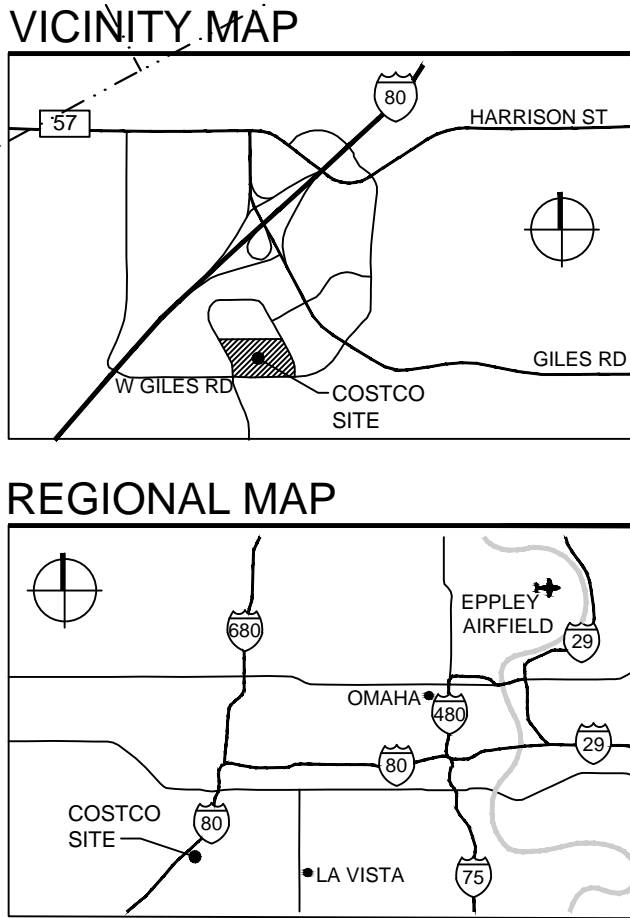 VICINITY MAP
80
57
HARRISON ST
GILES RD
W GILES RD
COSTCO
SITE
REGIONAL MAP
EPPLEY
AIRFIELD
680
29
OMAHA
480
29
80
COSTCO
SITE
80
LA VISTA
75